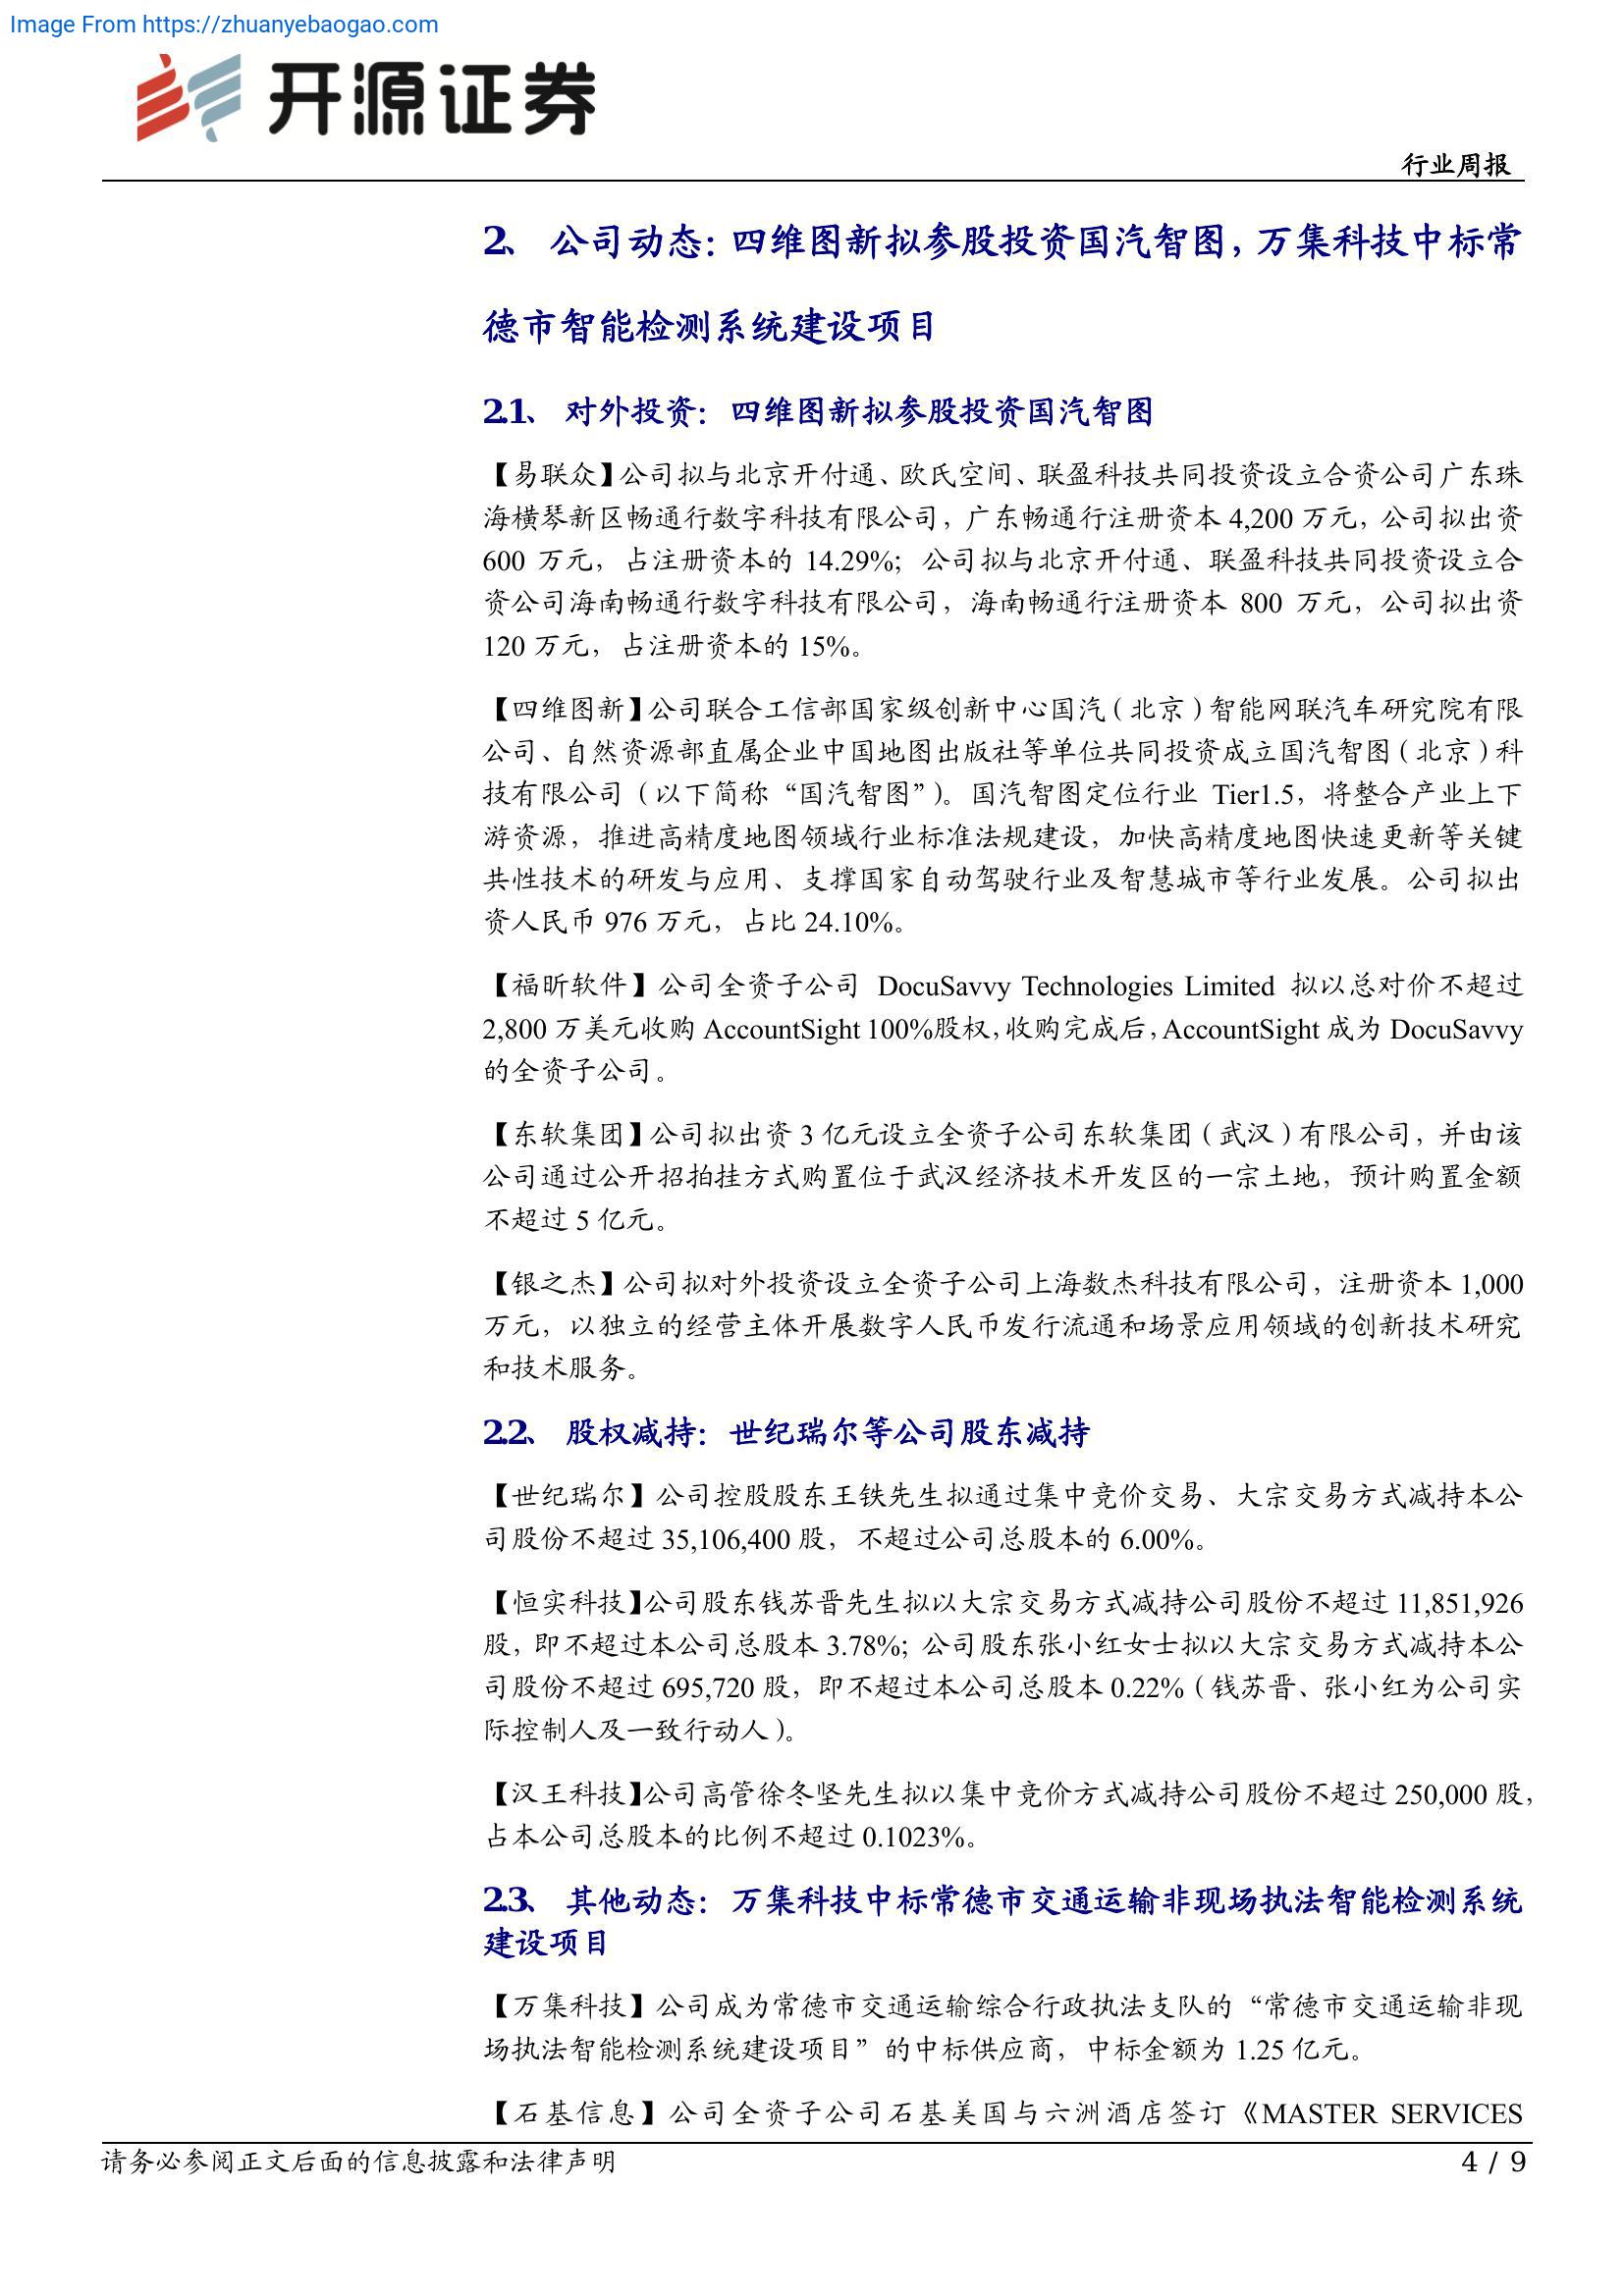 Image From https://zhuanyebaogao.com
开源证券
行业周报
2、 公司动态：四维图新拟参股投资国汽智图，万集科技中标常
德市智能检测系统建设项目
2.1、 对外投资：四维图新拟参股投资国汽智图
【易联众】公司拟与北京开付通、欧氏空间、联盈科技共同投资设立合资公司广东珠
海横琴新区畅通行数字科技有限公司，广东畅通行注册资本 4,200 万元，公司拟出资
600 万元，占注册资本的 14.29%；公司拟与北京开付通、联盈科技共同投资设立合
资公司海南畅通行数字科技有限公司，海南畅通行注册资本 800 万元，公司拟出资
120 万元，占注册资本的 15%。
【四维图新】公司联合工信部国家级创新中心国汽（北京）智能网联汽车研究院有限
公司、自然资源部直属企业中国地图出版社等单位共同投资成立国汽智图（北京）科
技有限公司（以下简称“国汽智图”）。国汽智图定位行业 Tier1.5，将整合产业上下
游资源，推进高精度地图领域行业标准法规建设，加快高精度地图快速更新等关键
共性技术的研发与应用、支撑国家自动驾驶行业及智慧城市等行业发展。公司拟出
资人民币 976 万元，占比 24.10%。
【福昕软件】公司全资子公司 DocuSavvy Technologies Limited 拟以总对价不超过
2,800 万美元收购 AccountSight 100%股权，收购完成后，AccountSight 成为 DocuSavvy
的全资子公司。
【东软集团】公司拟出资 3 亿元设立全资子公司东软集团（武汉）有限公司，并由该
公司通过公开招拍挂方式购置位于武汉经济技术开发区的一宗土地，预计购置金额
不超过 5 亿元。
【银之杰】公司拟对外投资设立全资子公司上海数杰科技有限公司，注册资本 1,000
万元，以独立的经营主体开展数字人民币发行流通和场景应用领域的创新技术研究
和技术服务。
2.2、 股权减持：世纪瑞尔等公司股东减持
【世纪瑞尔】公司控股股东王铁先生拟通过集中竞价交易、大宗交易方式减持本公
司股份不超过 35,106,400 股，不超过公司总股本的 6.00%。
【恒实科技】公司股东钱苏晋先生拟以大宗交易方式减持公司股份不超过 11,851,926
股，即不超过本公司总股本 3.78%；公司股东张小红女士拟以大宗交易方式减持本公
司股份不超过 695,720 股，即不超过本公司总股本 0.22%（钱苏晋、张小红为公司实
际控制人及一致行动人）。
【汉王科技】公司高管徐冬坚先生拟以集中竞价方式减持公司股份不超过 250,000 股，
占本公司总股本的比例不超过 0.1023%。
2.3、 其他动态：万集科技中标常德市交通运输非现场执法智能检测系统
建设项目
【万集科技】公司成为常德市交通运输综合行政执法支队的“常德市交通运输非现
场执法智能检测系统建设项目”的中标供应商，中标金额为 1.25 亿元。
【石基信息】公司全资子公司石基美国与六洲酒店签订《MASTER SERVICES
请务必参阅正文后面的信息披露和法律声明
4 / 9